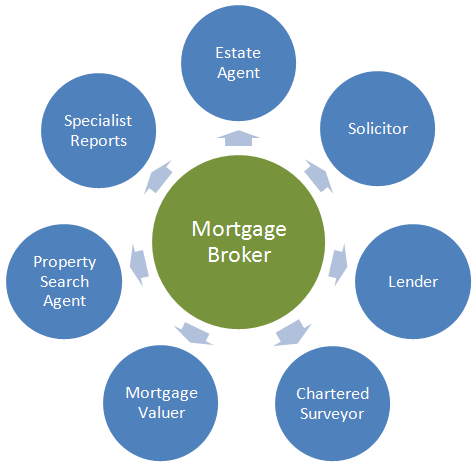 Estate
Agent
Solicitor
Lender
Chartered
Surveyor
Mortgage
Valuer
Property
Search
Agent
Specialist
Reports
Mortgage
Broker